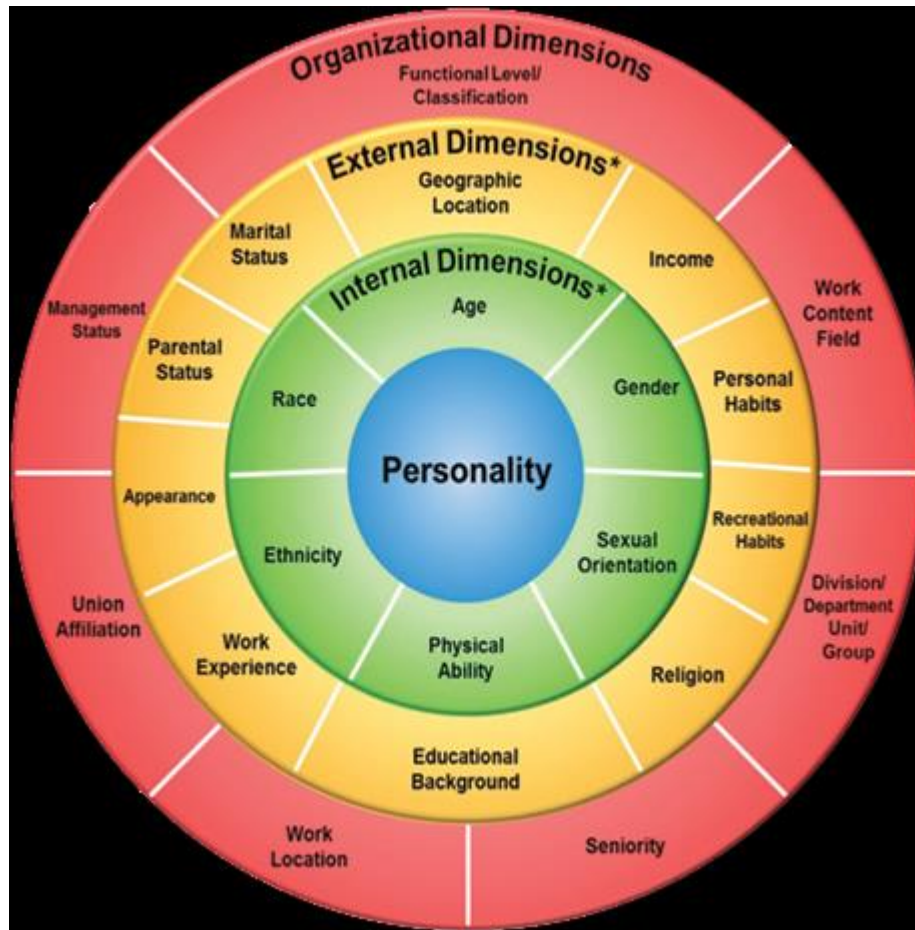 Organizational Dimensions
Functional Level/
Classification
Work
Content
Field
Division/
Department
Unit/
Group
Seniority
Work
Location
Union
Affiliation
Management
Status
External Dimensions*
Geographic
Location
Income
Personal
Habits
Recreational
Habits
Religion
Educational
Background
Work
Experience
Appearance
Parental
Status
Marital
Status
Internal Dimensions*
Age
Gender
Sexual
Orientation
Physical
Ability
Ethnicity
Race
Personality